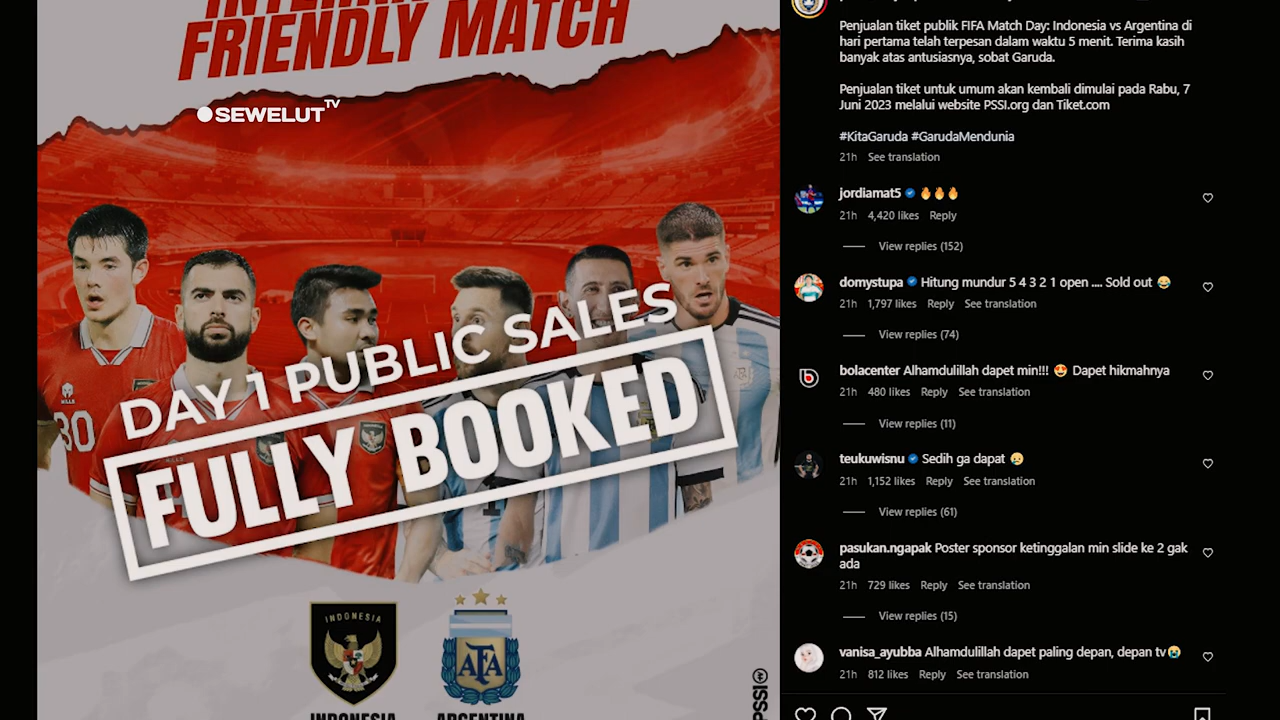 FRIENDLY MATCH
SEWELUT TV
DAY 1 PUBLIC SALES
FULLY BOOKED
30
INDONESIA
AFA
INDONESIA
ARGENTINA
PSSI
Penjualan tiket publik FIFA Match Day: Indonesia vs Argentina di
hari pertama telah terpesan dalam waktu 5 menit. Terima kasih
banyak atas antusiasnya, sobat Garuda.
Penjualan tiket untuk umum akan kembali dimulai pada Rabu, 7
Juni 2023 melalui website PSSI.org dan Tiket.com
#KitaGaruda #GarudaMendunia
21h See translation
jordiamat5 🔥🔥🔥
21h 4,420 likes Reply
View replies (152)
domystupa Hitung mundur 5 4 3 2 1 open .... Sold out 😂
21h 1,797 likes Reply See translation
View replies (74)
bolacenter Alhamdulillah dapet min!!! 😍 Dapet hikmahnya
21h 480 likes Reply See translation
View replies (11)
teukuwisnu Sedih ga dapat 😢
21h 1,152 likes Reply See translation
View replies (61)
pasukan.ngapak Poster sponsor ketinggalan min slide ke 2 gak
ada
21h 729 likes Reply See translation
View replies (15)
vanisa_ayubba Alhamdulillah dapet paling depan, depan tv😭
21h 812 likes Reply See translation